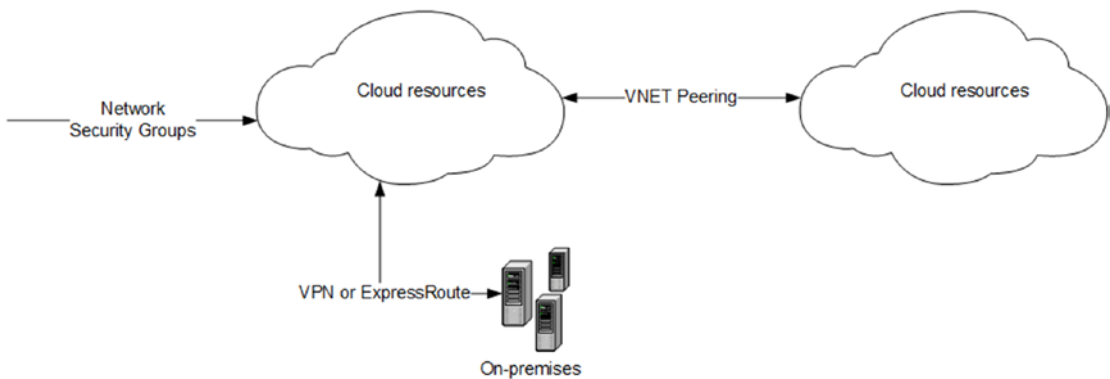 Cloud resources
Cloud resources
VNET Peering
Network
Security Groups
VPN or ExpressRoute
On-premises